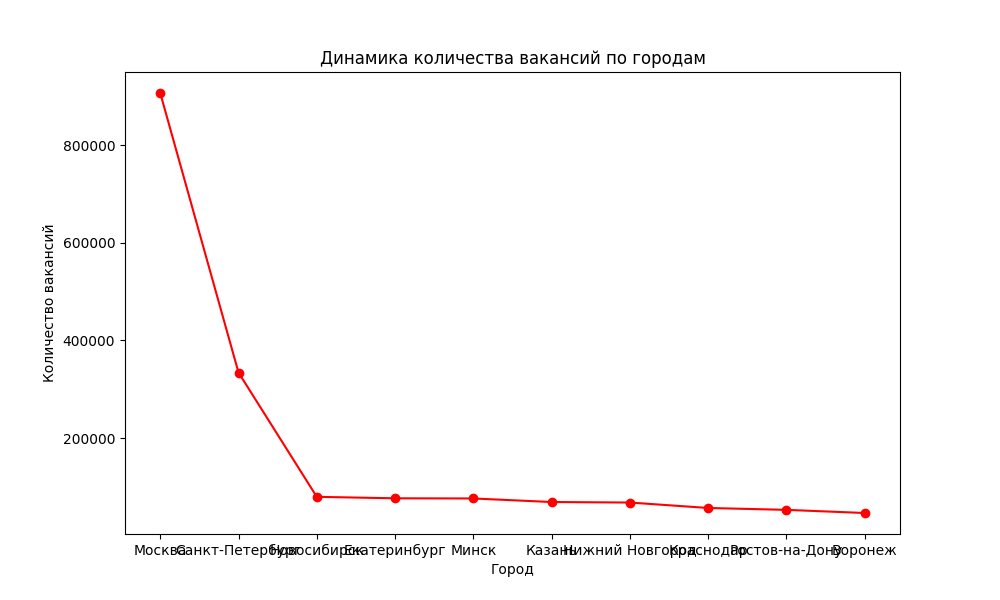 Динамика количества вакансий по городам
Количество вакансий
800000
600000
400000
200000
Москва Санкт-Петербург Новосибирск Екатеринбург Минск Казань Нижний Новгород Краснодар Ростов-на-Дону Воронеж
Город